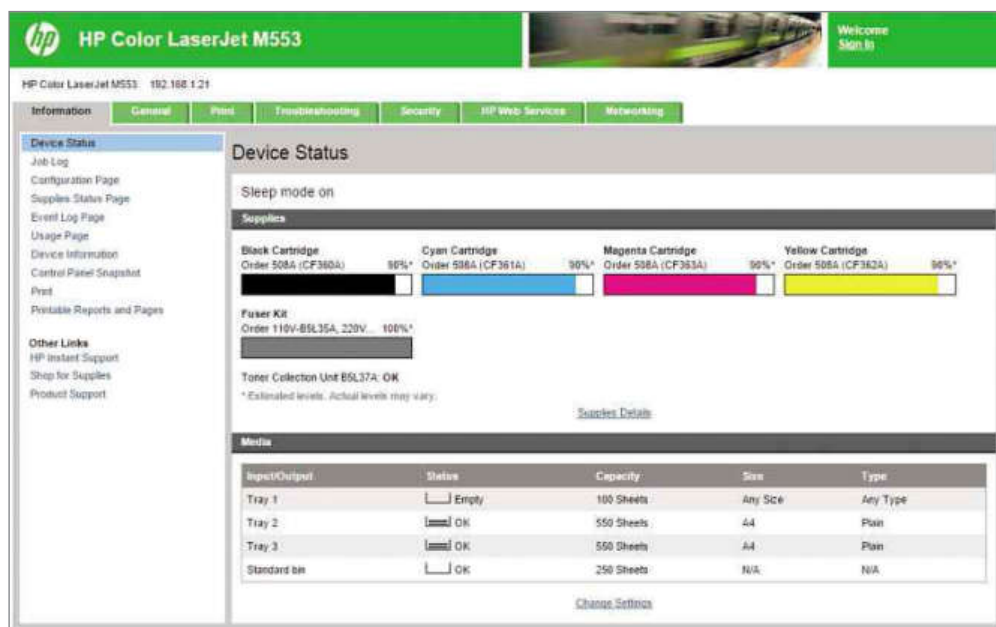 hp HP Color LaserJet M553
Welcome
Sign In
HP Color LaserJet M553 192.168.1.21
Information General Print Troubleshooting Security HP Web Services Networking
Device Status
Job Log
Configuration Page
Supplies Status Page
Event Log Page
Usage Page
Device Information
Control Panel Snapshot
Print
Printable Reports and Pages
Other Links
HP Instant Support
Shop for Supplies
Product Support
Device Status
Sleep mode on
Supplies
Black Cartridge Cyan Cartridge Magenta Cartridge Yellow Cartridge
Order 508A (CF360A) 90%* Order 508A (CF361A) 90%* Order 508A (CF363A) 90%* Order 508A (CF362A) 90%*
Fuser Kit
Order 110V-B5L35A, 220V... 100%*
Toner Collection Unit B5L37A: OK
* Estimated levels. Actual levels may vary.
Supplies Details
Media
Input/Output Status Capacity Size Type
Tray 1 Empty 100 Sheets Any Size Any Type
Tray 2 OK 550 Sheets A4 Plain
Tray 3 OK 550 Sheets A4 Plain
Standard bin OK 250 Sheets N/A N/A
Change Settings